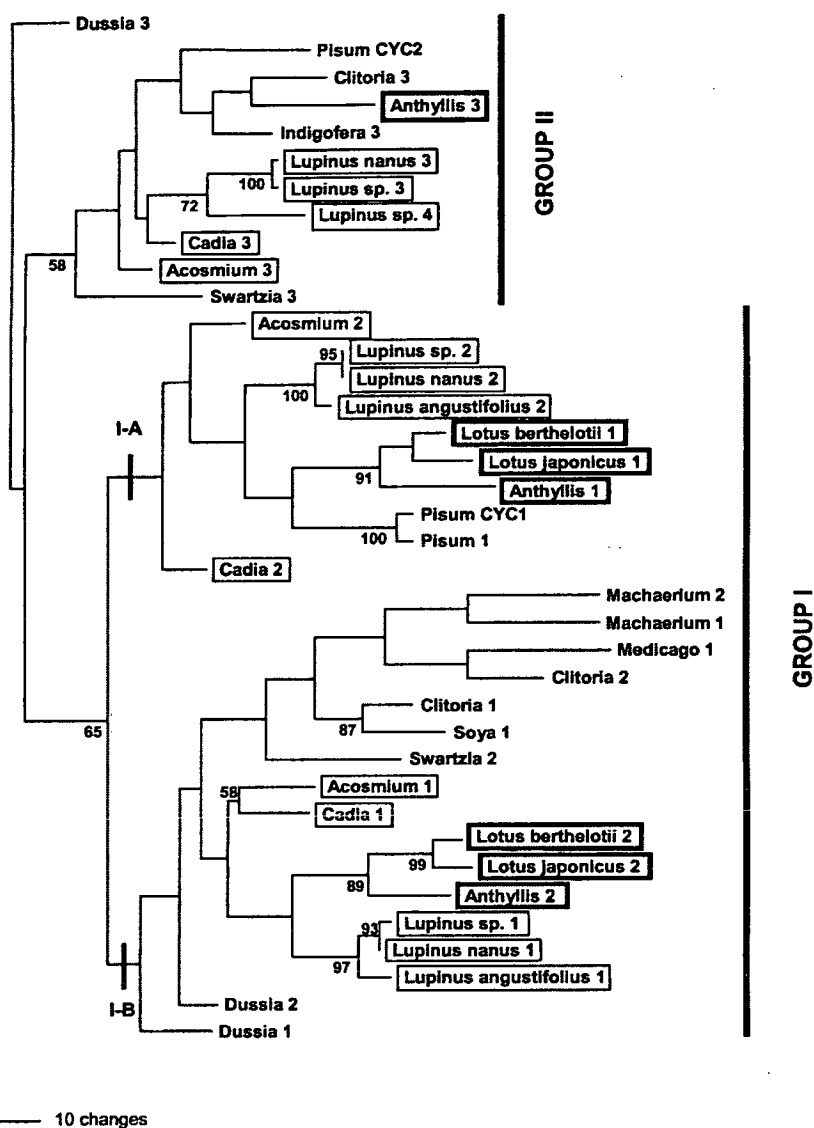 Dussia 3
Pisum CYC2
Clitoria 3
Anthyllis 3
Indigofera 3
Lupinus nanus 3
100
Lupinus sp. 3
72
Lupinus sp. 4
Cadia 3
58
Acosmium 3
Swartzia 3
GROUP II
Acosmium 2
95
Lupinus sp. 2
Lupinus nanus 2
100
Lupinus angustifolius 2
I-A
Lotus berthelotii 1
Lotus japonicus 1
91
Anthyllis 1
Pisum CYC1
100
Pisum 1
Cadia 2
Machaerium 2
Machaerium 1
Medicago 1
Clitoria 2
GROUP I
Clitoria 1
65
87
Soya 1
Swartzia 2
58
Acosmium 1
Cadia 1
Lotus berthelotii 2
99
Lotus japonicus 2
89
Anthyllis 2
93
Lupinus sp. 1
Lupinus nanus 1
97
Lupinus angustifolius 1
I-B
Dussia 2
Dussia 1
10 changes